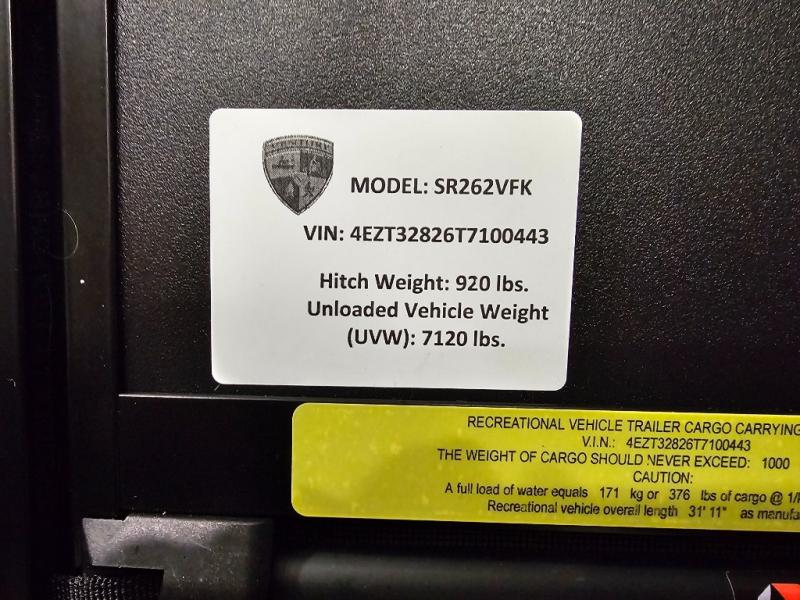 MODEL: SR262VFK
VIN: 4EZT32826T7100443
Hitch Weight: 920 lbs.
Unloaded Vehicle Weight
(UVW): 7120 lbs.
RECREATIONAL VEHICLE TRAILER CARGO CARRYING
V.I.N.: 4EZT32826T7100443
THE WEIGHT OF CARGO SHOULD NEVER EXCEED: 1000
CAUTION:
A full load of water equals 171 kg or 376 lbs of cargo @ 1/
Recreational vehicle overall length 31' 11" as manufa